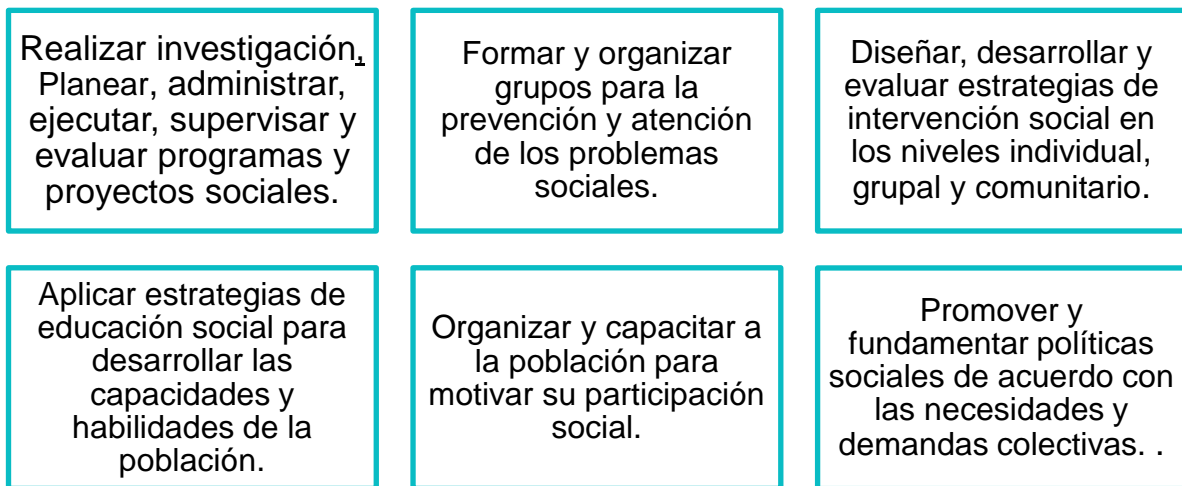 Realizar investigación,
Planear, administrar,
ejecutar, supervisar y
evaluar programas y
proyectos sociales.
Formar y organizar
grupos para la
prevención y atención
de los problemas
sociales.
Diseñar, desarrollar y
evaluar estrategias de
intervención social en
los niveles individual,
grupal y comunitario.
Aplicar estrategias de
educación social para
desarrollar las
capacidades y
habilidades de la
población.
Organizar y capacitar a
la población para
motivar su participación
social.
Promover y
fundamentar políticas
sociales de acuerdo con
las necesidades y
demandas colectivas. .